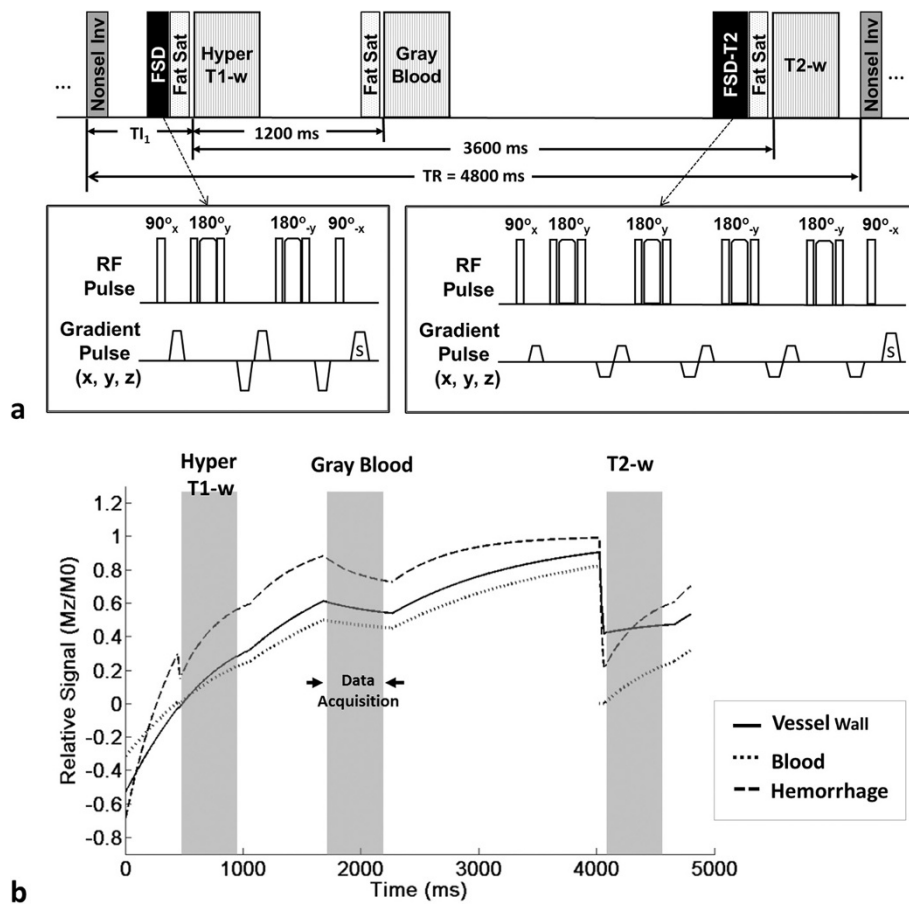 Nonsel Inv
FSD
Fat Sat
Hyper
T1-w
Fat Sat
Gray
Blood
FSD-T2
Fat Sat
T2-w
Nonsel Inv
...
...
TI1
1200 ms
3600 ms
TR = 4800 ms
90°x 180°y 180°-y 90°-x
RF
Pulse
Gradient
Pulse
(x, y, z)
S
90°x 180°y 180°y 180°-y 180°-y 90°-x
RF
Pulse
Gradient
Pulse
(x, y, z)
S
a
Hyper
T1-w
Gray Blood
T2-w
Relative Signal (Mz/M0)
1.2
1
0.8
0.6
0.4
0.2
0
-0.2
-0.4
-0.6
-0.8
Data
Acquisition
Vessel Wall
Blood
Hemorrhage
0 1000 2000 3000 4000 5000
Time (ms)
b